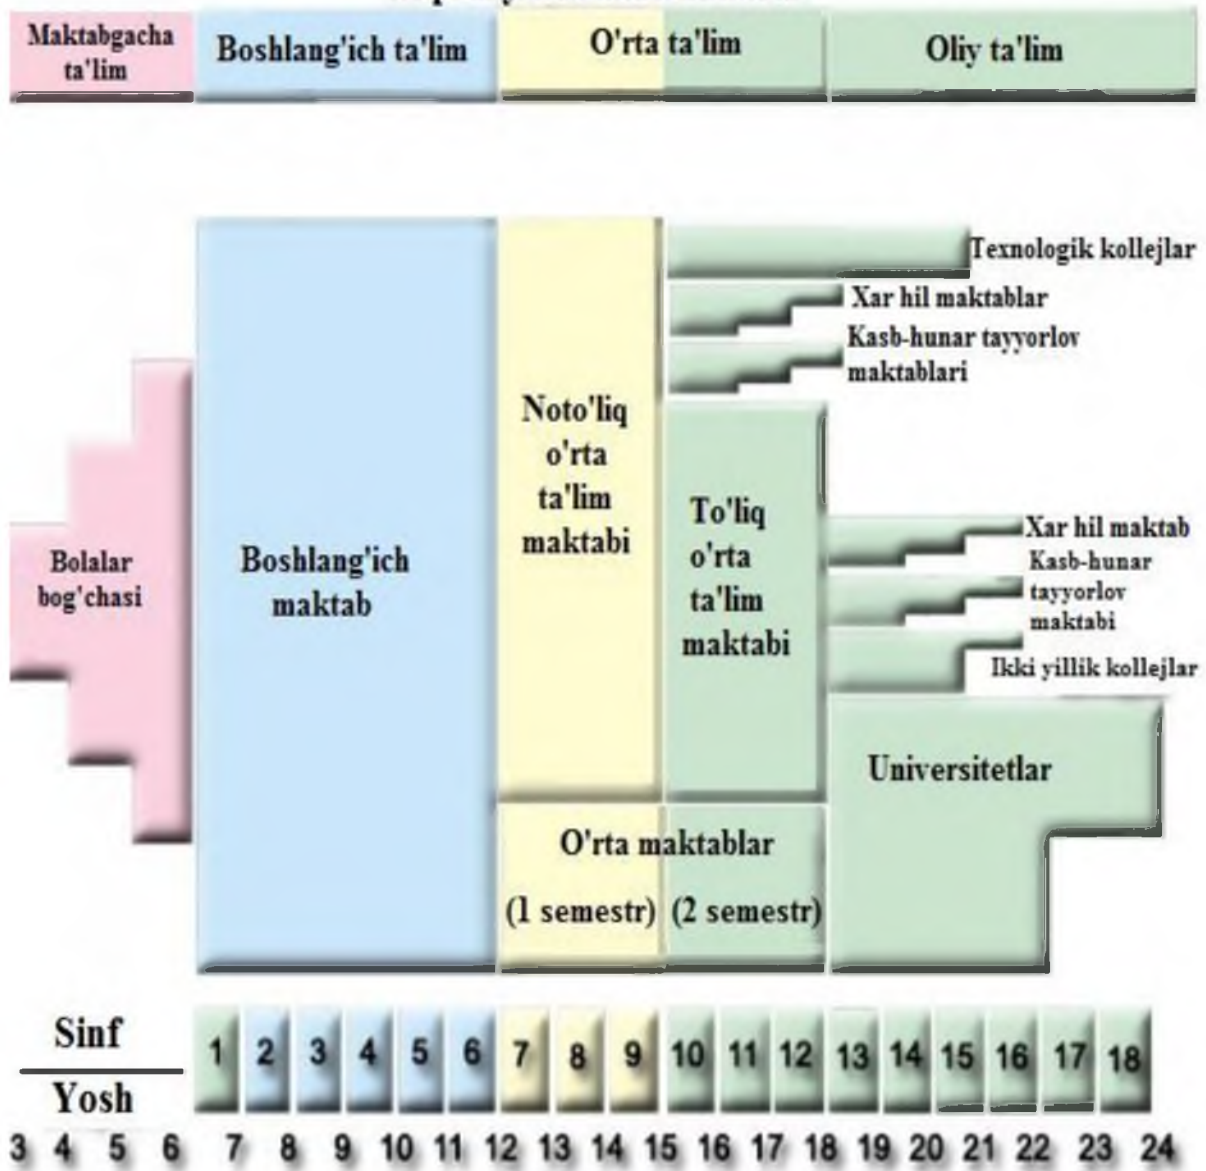 Maktabgacha
ta'lim
Boshlang'ich ta'lim
O'rta ta'lim
Oliy ta'lim
Texnologik kollejlar
Xar hil maktablar
Kasb-hunar tayyorlov
maktablari
Noto'liq
o'rta
ta'lim
maktabi
To'liq
o'rta
ta'lim
maktabi
Boshlang'ich
maktab
Bolalar
bog'chasi
Xar hil maktab
Kasb-hunar
tayyorlov
maktabi
Ikki yillik kollejlar
Universitetlar
O'rta maktablar
(1 semestr) (2 semestr)
Sinf
1 2 3 4 5 6 7 8 9 10 11 12 13 14 15 16 17 18
Yosh
3 4 5 6 7 8 9 10 11 12 13 14 15 16 17 18 19 20 21 22 23 24